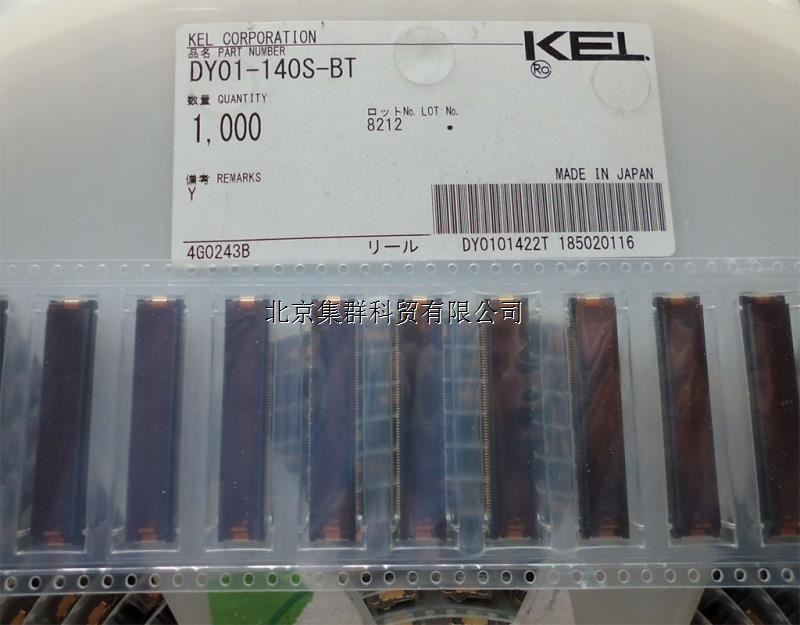 KEL CORPORATION
KEL
品名 PART NUMBER
DY01-140S-BT
Ro
数量 QUANTITY
1,000
ロットNo. LOT No.
8212
備考 REMARKS
Y
MADE IN JAPAN
4G0243B
リール
DY0101422T 185020116
北京集群科贸有限公司